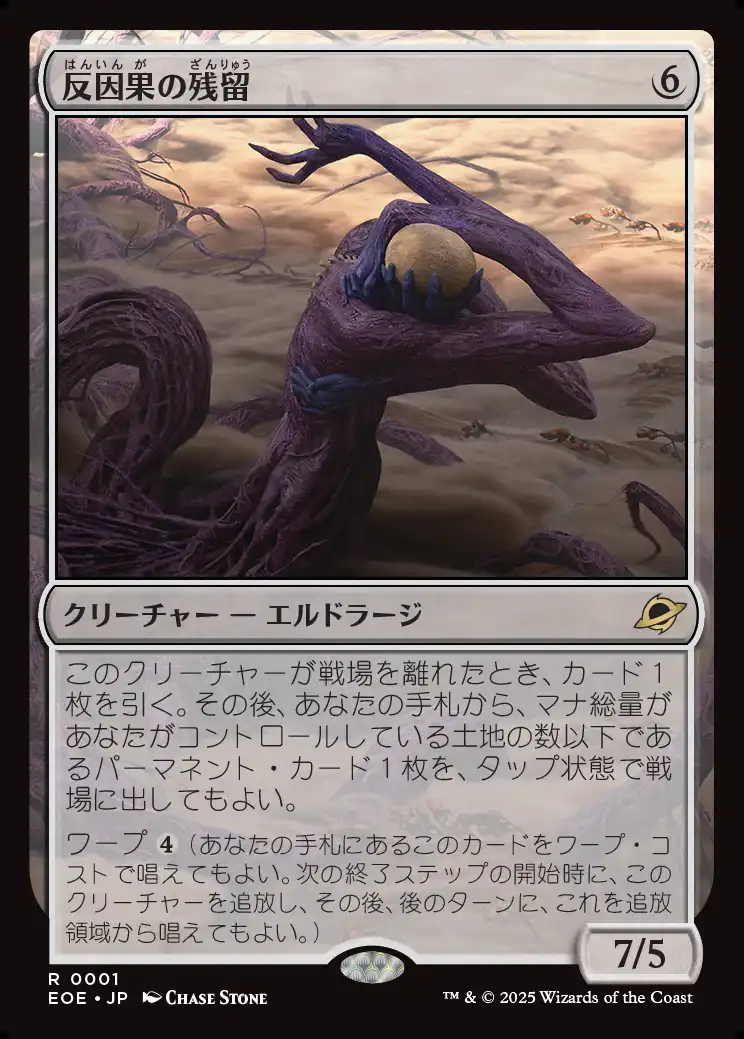 はんいん が ざんりゅう
反因果の残留 6
クリーチャー — エルドラージ
このクリーチャーが戦場を離れたとき、カード1
枚を引く。その後、あなたの手札から、マナ総量が
あなたがコントロールしている土地の数以下であ
るパーマネント・カード1枚を、タップ状態で戦
場に出してもよい。
ワープ 4（あなたの手札にあるこのカードをワープ・コ
ストで唱えてもよい。次の終了ステップの開始時に、この
クリーチャーを追放し、その後、後のターンに、これを追放
領域から唱えてもよい。）
7/5
R 0001
EOE • JP Chase Stone
™ & © 2025 Wizards of the Coast